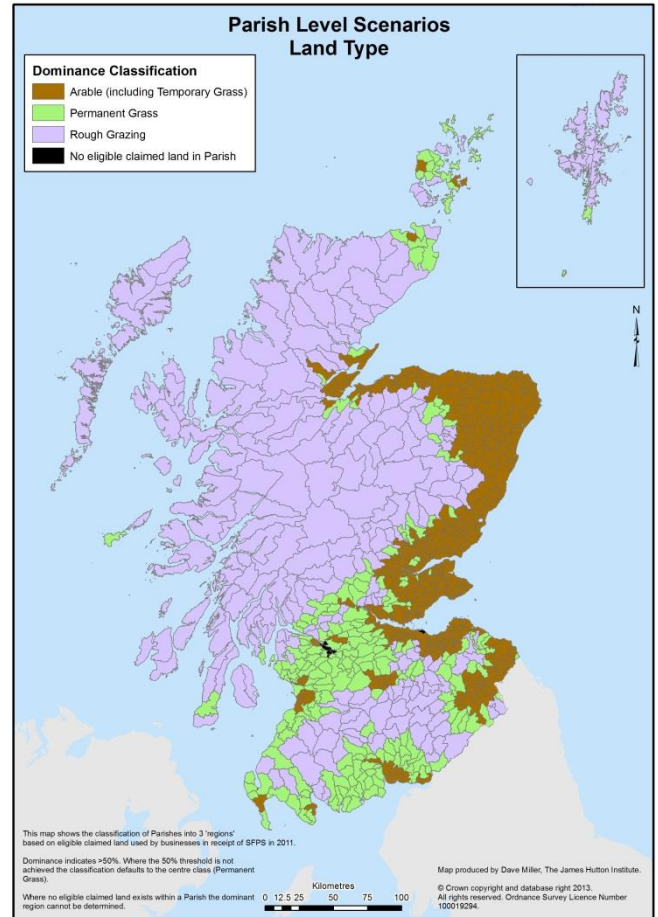 Parish Level Scenarios
Land Type
Dominance Classification
Arable (including Temporary Grass)
Permanent Grass
Rough Grazing
No eligible claimed land in Parish
N
This map shows the classification of Parishes into 3 'regions'
based on eligible claimed land used by businesses in receipt of SFPS in 2011.
Dominance indicates >50%. Where the 50% threshold is not
achieved the classification defaults to the centre class (Permanent
Grass).
Where no eligible claimed land exists within a Parish the dominant
region cannot be determined.
Kilometres
0 12.5 25 50 75 100
Map produced by Dave Miller, The James Hutton Institute.
© Crown copyright and database right 2013.
All rights reserved. Ordnance Survey Licence Number
100019294.